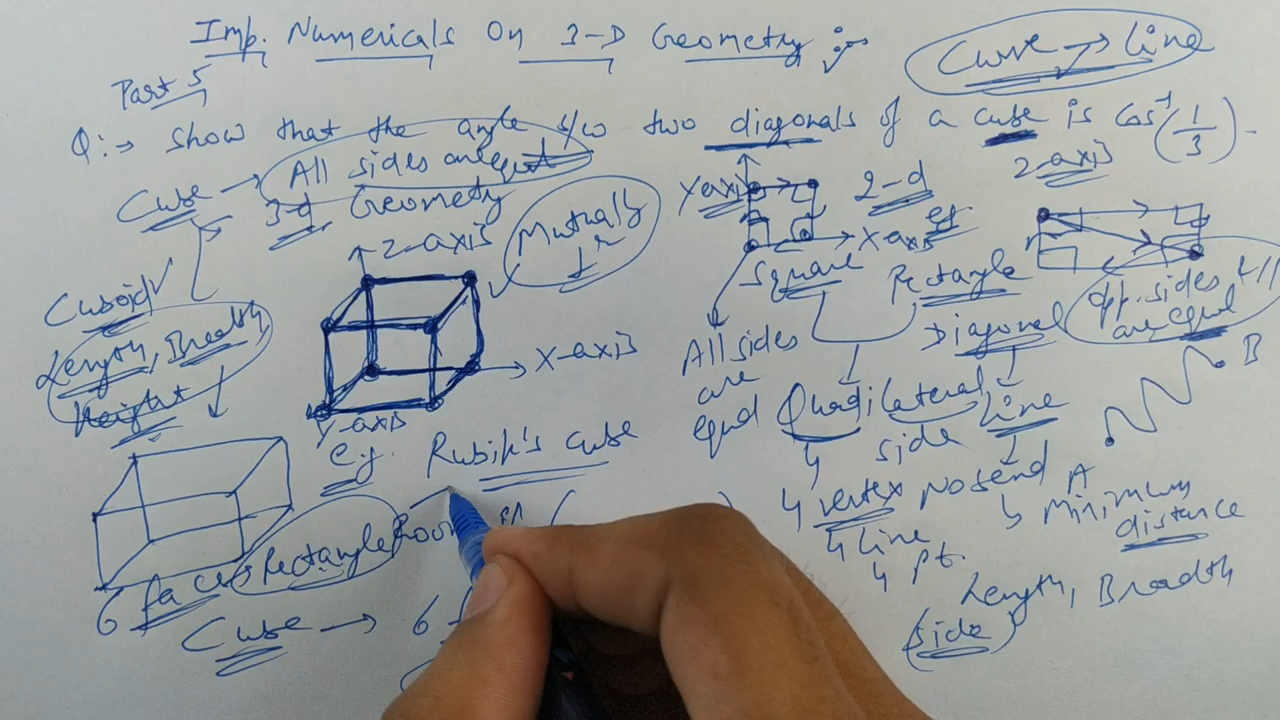 Imp. Numericals On 3-D Geometry :-
Curve → Line
Part 5
Q:→ Show that the angle b/w two diagonals of a cube is Cos⁻¹(1/3).
Cube → All sides are equal
3-d Geometry
Z-axis
Mutually ⊥r
X-axis
Y-axis
Cuboid
Length, Breadth,
Height
e.g. Rubik's cube
6 faces Rectangle Room
Cube → 6
Y axis
X axis
2-d
Z-axis
Square
Rectangle
All sides
are
equal
opp. sides
are equal
Diagonal
Quadilateral
Line
4
side
4 vertex
No send
4 line
4 pt.
A
B
Minimum
distance
Length, Breadth
(side)